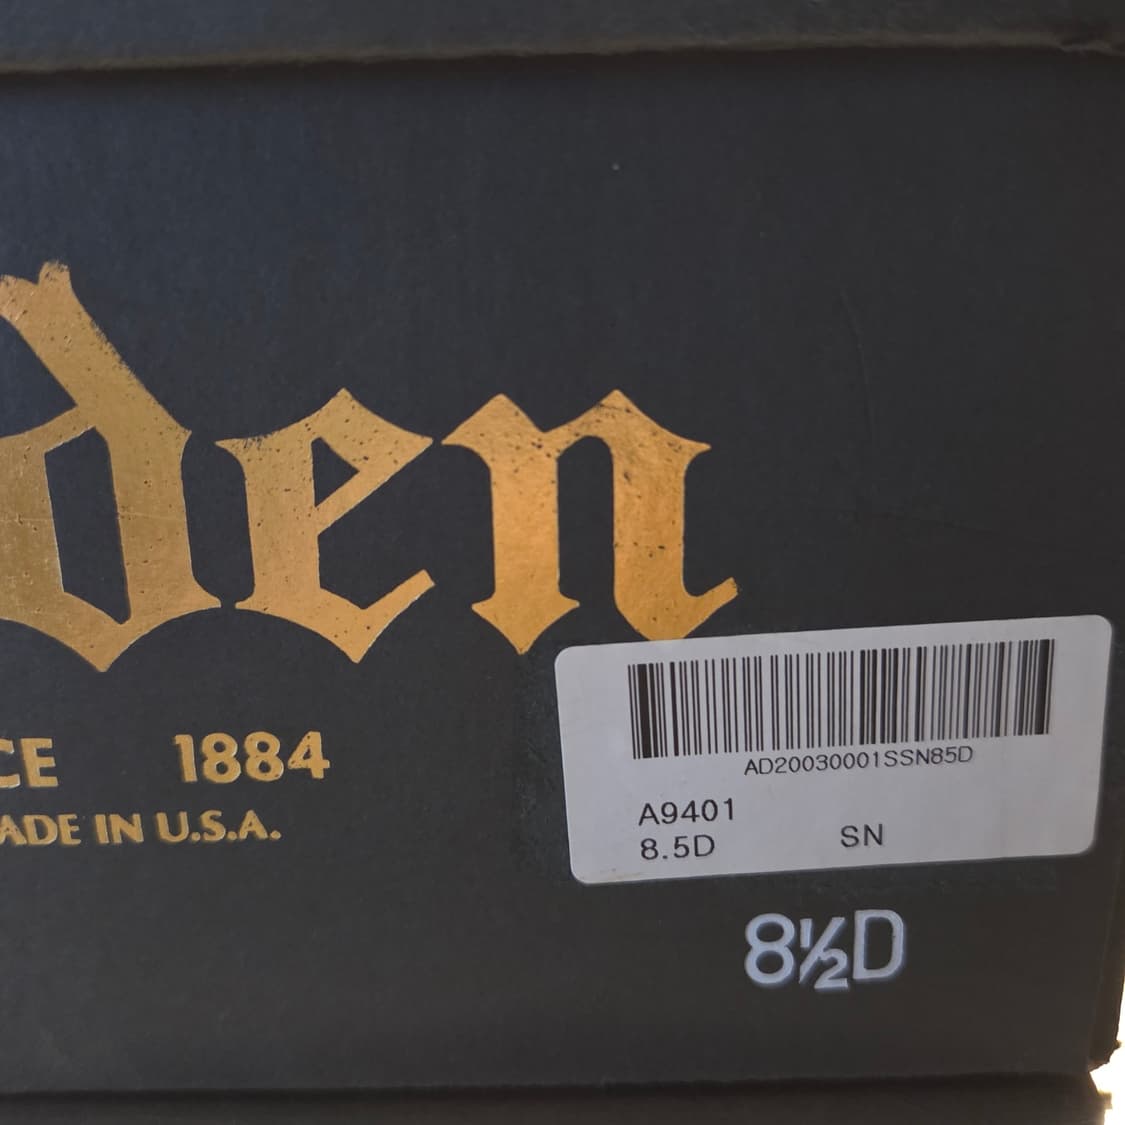 den
CE 1884
ADE IN U.S.A.
AD20030001SSN85D
A9401
8.5D SN
8½D